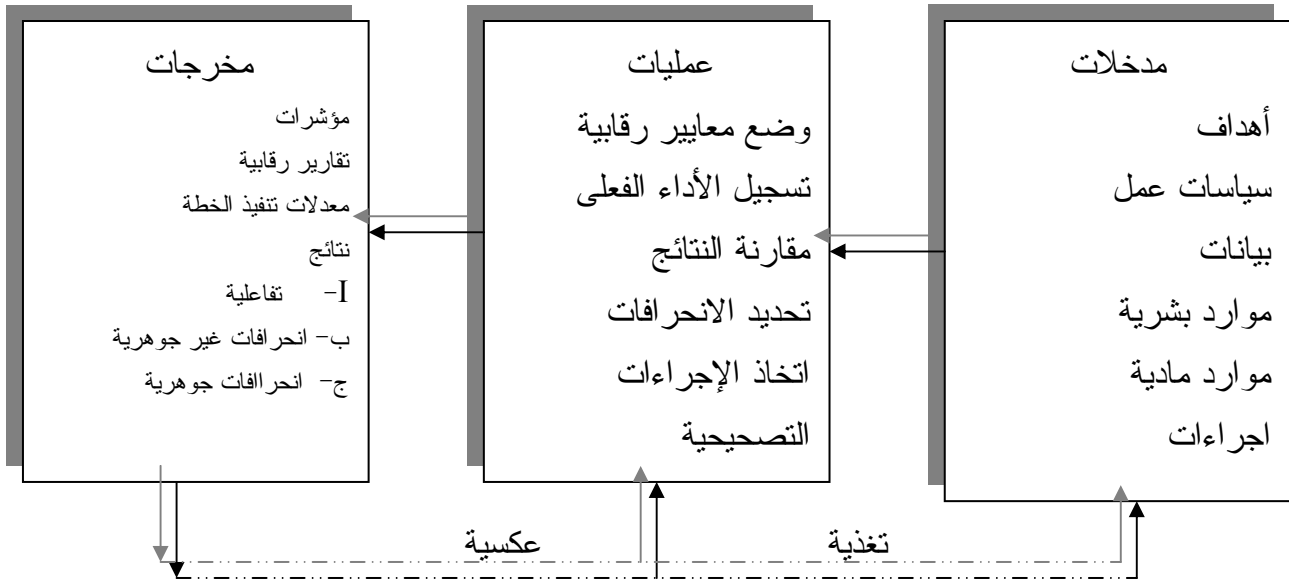 مدخلات
أهداف
سياسات عمل
بيانات
موارد بشرية
موارد مادية
اجراءات
عمليات
وضع معايير رقابية
تسجيل الأداء الفعلى
مقارنة النتائج
تحديد الانحرافات
اتخاذ الإجراءات
التصحيحية
مخرجات
مؤشرات
تقارير رقابية
معدلات تنفيذ الخطة
نتائج
I- تفاعلية
ب- انحرافات غير جوهرية
ج- انحراافات جوهرية
تغذية عكسية